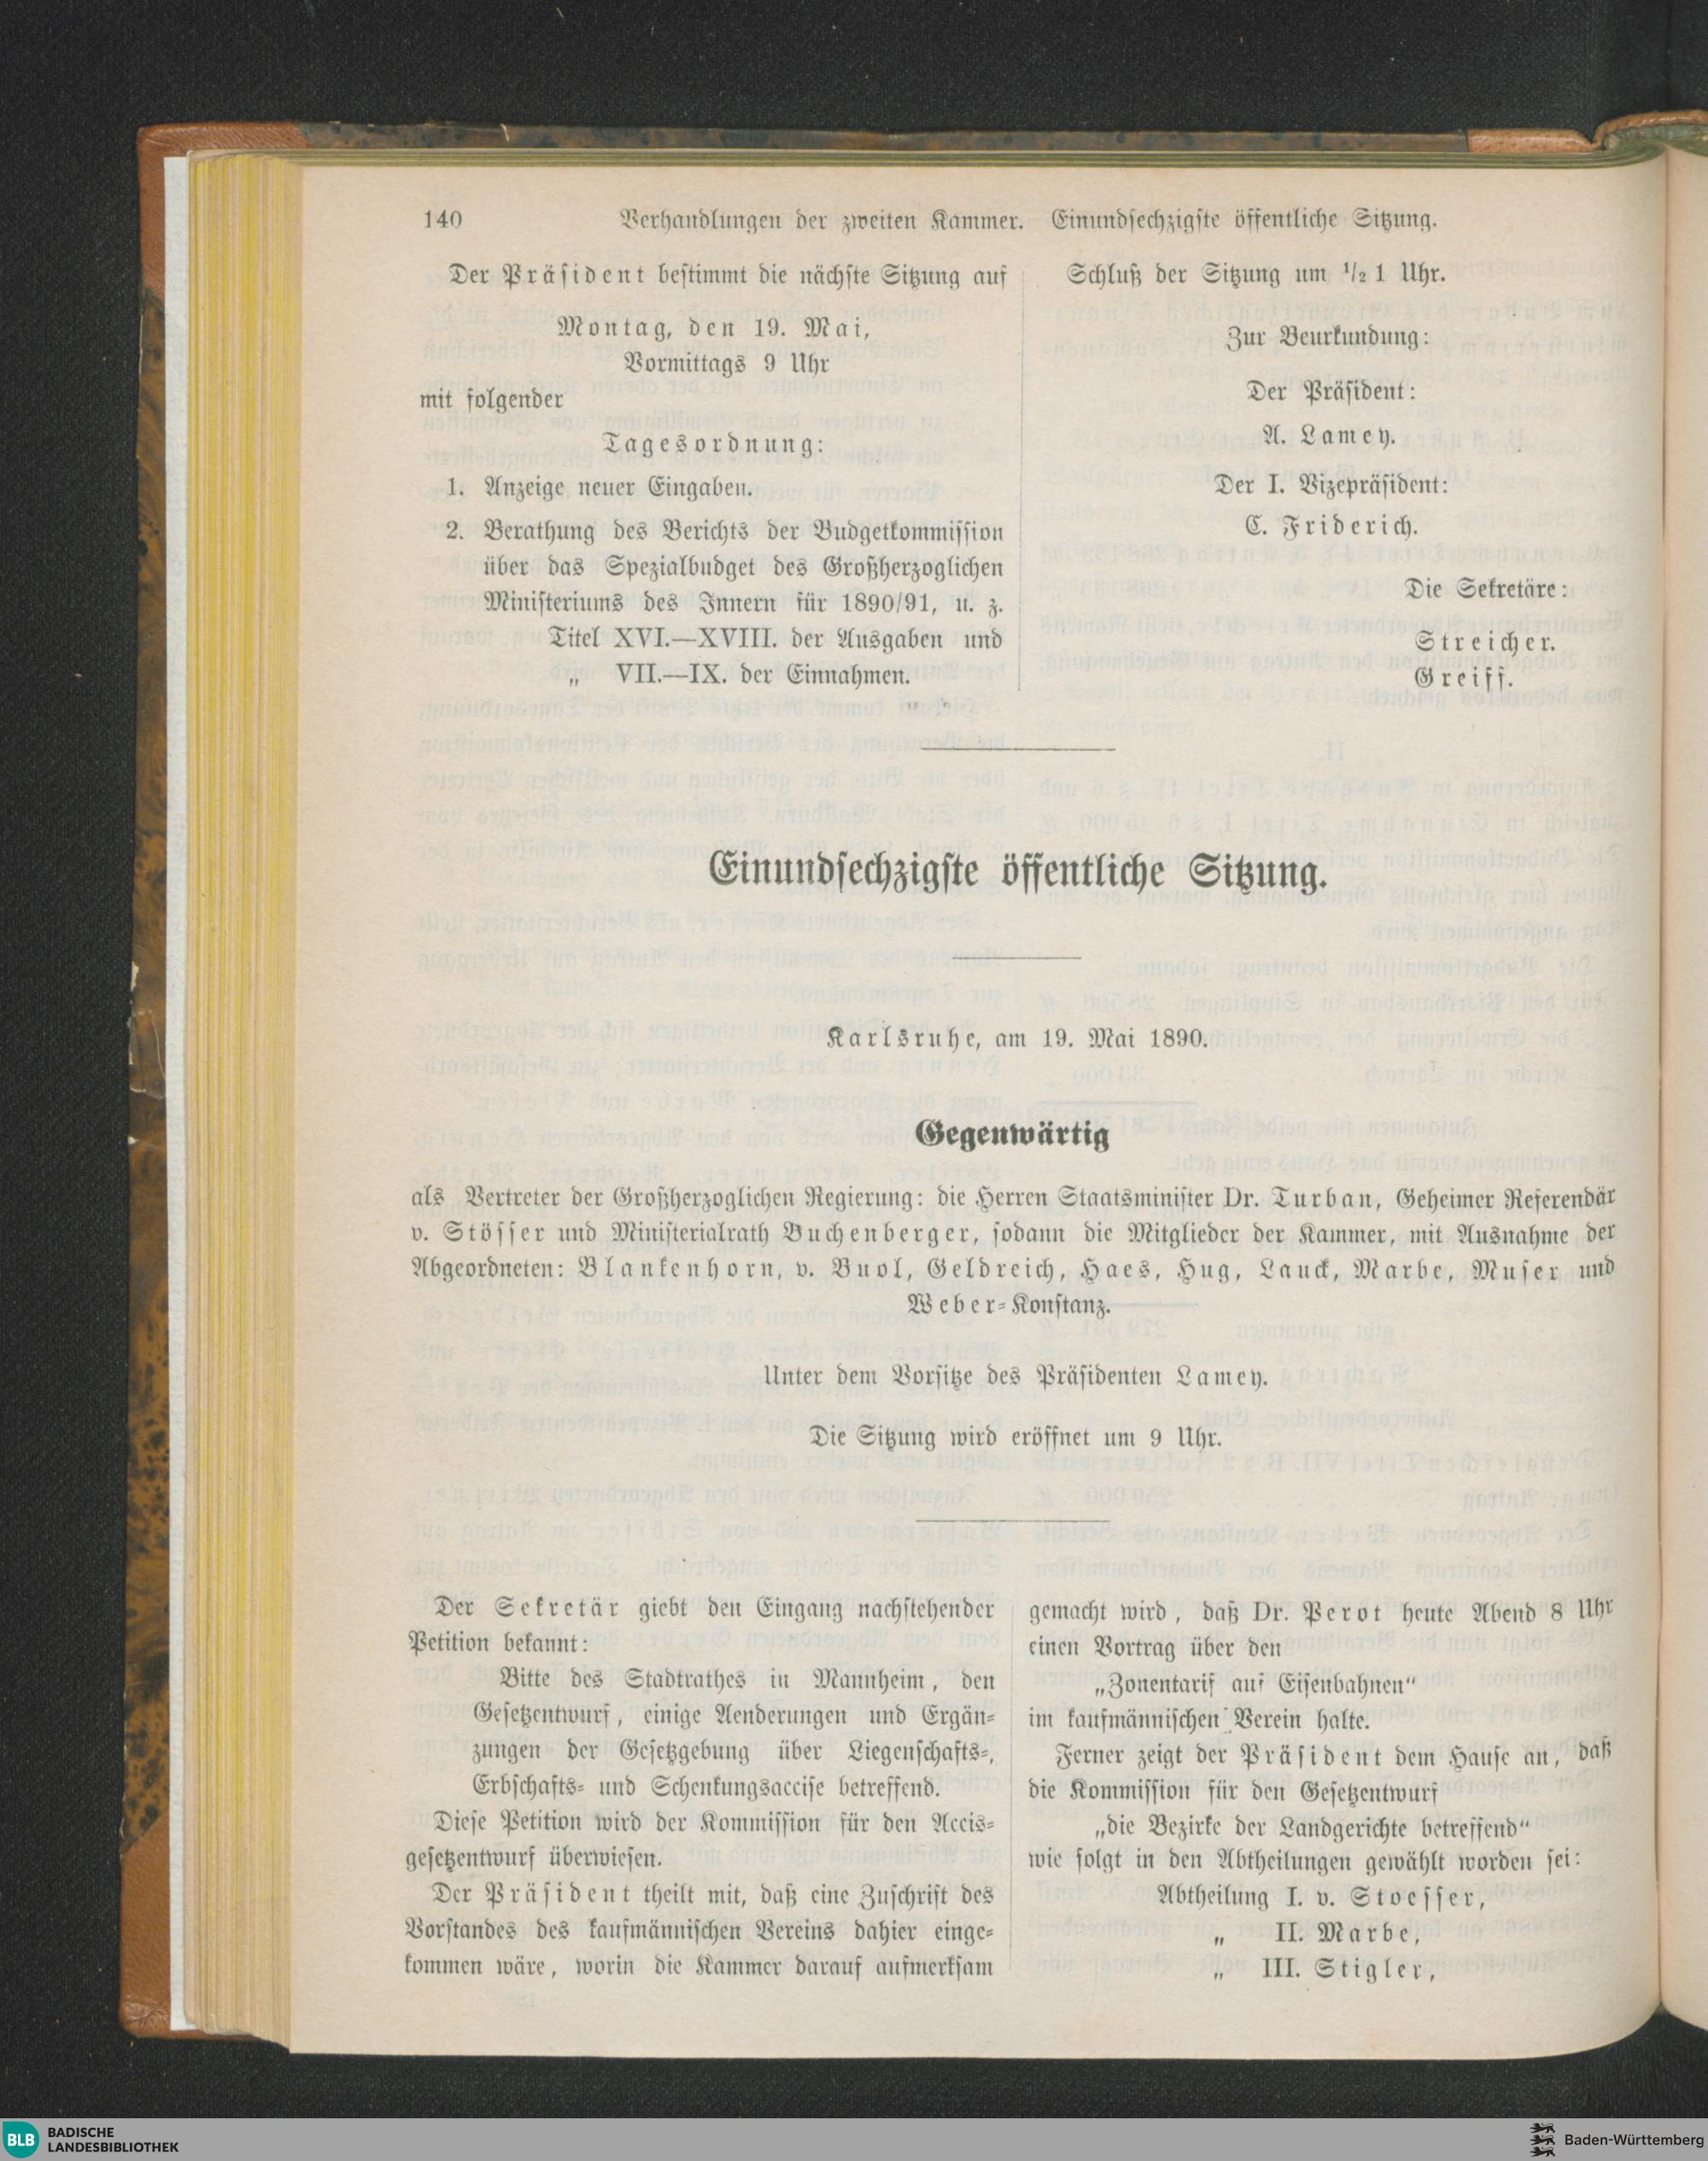 140 Verhandlungen der zweiten Kammer. Einundsechzigste öffentliche Sitzung.
Der Präsident bestimmt die nächste Sitzung auf
Montag, den 19. Mai,
Vormittags 9 Uhr
mit folgender
Tagesordnung:
1. Anzeige neuer Eingaben.
2. Berathung des Berichts der Budgetkommission
über das Spezialbudget des Großherzoglichen
Ministeriums des Innern für 1890/91, u. z.
Titel XVI.—XVIII. der Ausgaben und
„ VII.—IX. der Einnahmen.
Schluß der Sitzung um ½ 1 Uhr.
Zur Beurkundung:
Der Präsident:
A. Lamey.
Der I. Vizepräsident:
C. Friderich.
Die Sekretäre:
Streicher.
Greiff.
Einundsechzigste öffentliche Sitzung.
Karlsruhe, am 19. Mai 1890.
Gegenwärtig
als Vertreter der Großherzoglichen Regierung: die Herren Staatsminister Dr. Turban, Geheimer Referendär
v. Stösser und Ministerialrath Buchenberger, sodann die Mitglieder der Kammer, mit Ausnahme der
Abgeordneten: Blankenhorn, v. Buol, Geldreich, Haes, Hug, Lauck, Marbe, Muser und
Weber-Konstanz.
Unter dem Vorsitze des Präsidenten Lamey.
Die Sitzung wird eröffnet um 9 Uhr.
Der Sekretär giebt den Eingang nachstehender
Petition bekannt:
Bitte des Stadtrathes in Mannheim, den
Gesetzentwurf, einige Aenderungen und Ergän-
zungen der Gesetzgebung über Liegenschafts-,
Erbschafts- und Schenkungsaccise betreffend.
Diese Petition wird der Kommission für den Accis-
gesetzentwurf überwiesen.
Der Präsident theilt mit, daß eine Zuschrift des
Vorstandes des kaufmännischen Vereins dahier einge-
kommen wäre, worin die Kammer darauf aufmerksam
gemacht wird, daß Dr. Perot heute Abend 8 Uhr
einen Vortrag über den
„Zonentarif auf Eisenbahnen“
im kaufmännischen Verein halte.
Ferner zeigt der Präsident dem Hause an, daß
die Kommission für den Gesetzentwurf
„die Bezirke der Landgerichte betreffend“
wie folgt in den Abtheilungen gewählt worden sei:
Abtheilung I. v. Stoesser,
„ II. Marbe,
„ III. Stigler,
BLB BADISCHE
LANDESBIBLIOTHEK
Baden-Württemberg